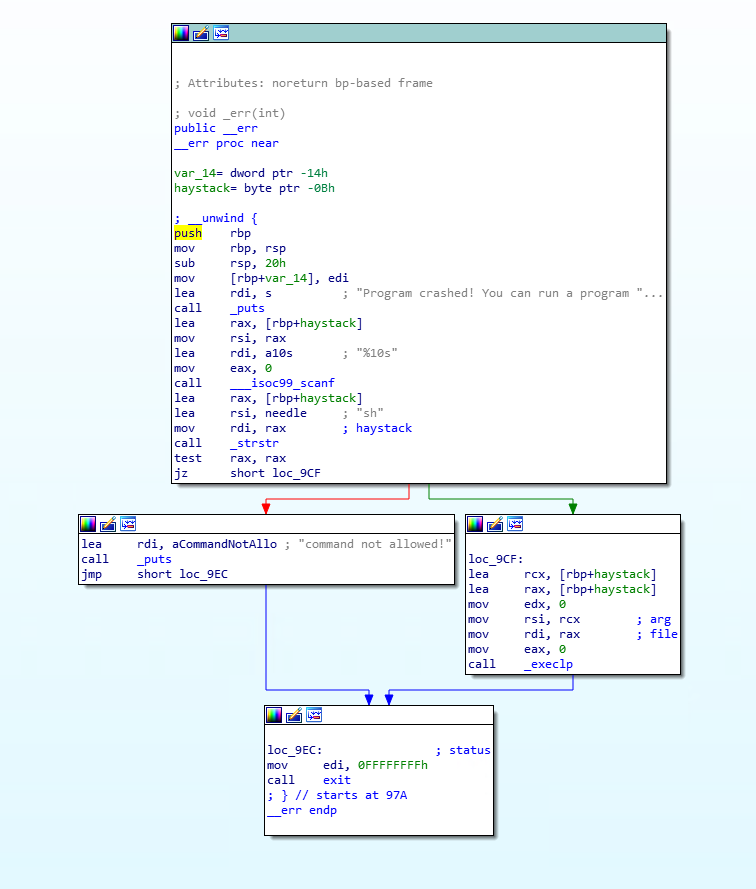 ; Attributes: noreturn bp-based frame
; void _err(int)
public __err
__err proc near
var_14= dword ptr -14h
haystack= byte ptr -0Bh
; __unwind {
push rbp
mov rbp, rsp
sub rsp, 20h
mov [rbp+var_14], edi
lea rdi, s ; "Program crashed! You can run a program "...
call _puts
lea rax, [rbp+haystack]
mov rsi, rax
lea rdi, a10s ; "%10s"
mov eax, 0
call ___isoc99_scanf
lea rax, [rbp+haystack]
lea rsi, needle ; "sh"
mov rdi, rax ; haystack
call _strstr
test rax, rax
jz short loc_9CF
lea rdi, aCommandNotAllo ; "command not allowed!"
call _puts
jmp short loc_9EC
loc_9CF:
lea rcx, [rbp+haystack]
lea rax, [rbp+haystack]
mov edx, 0
mov rsi, rcx ; arg
mov rdi, rax ; file
mov eax, 0
call _execlp
loc_9EC: ; status
mov edi, 0FFFFFFFFh
call exit
; } // starts at 97A
__err endp